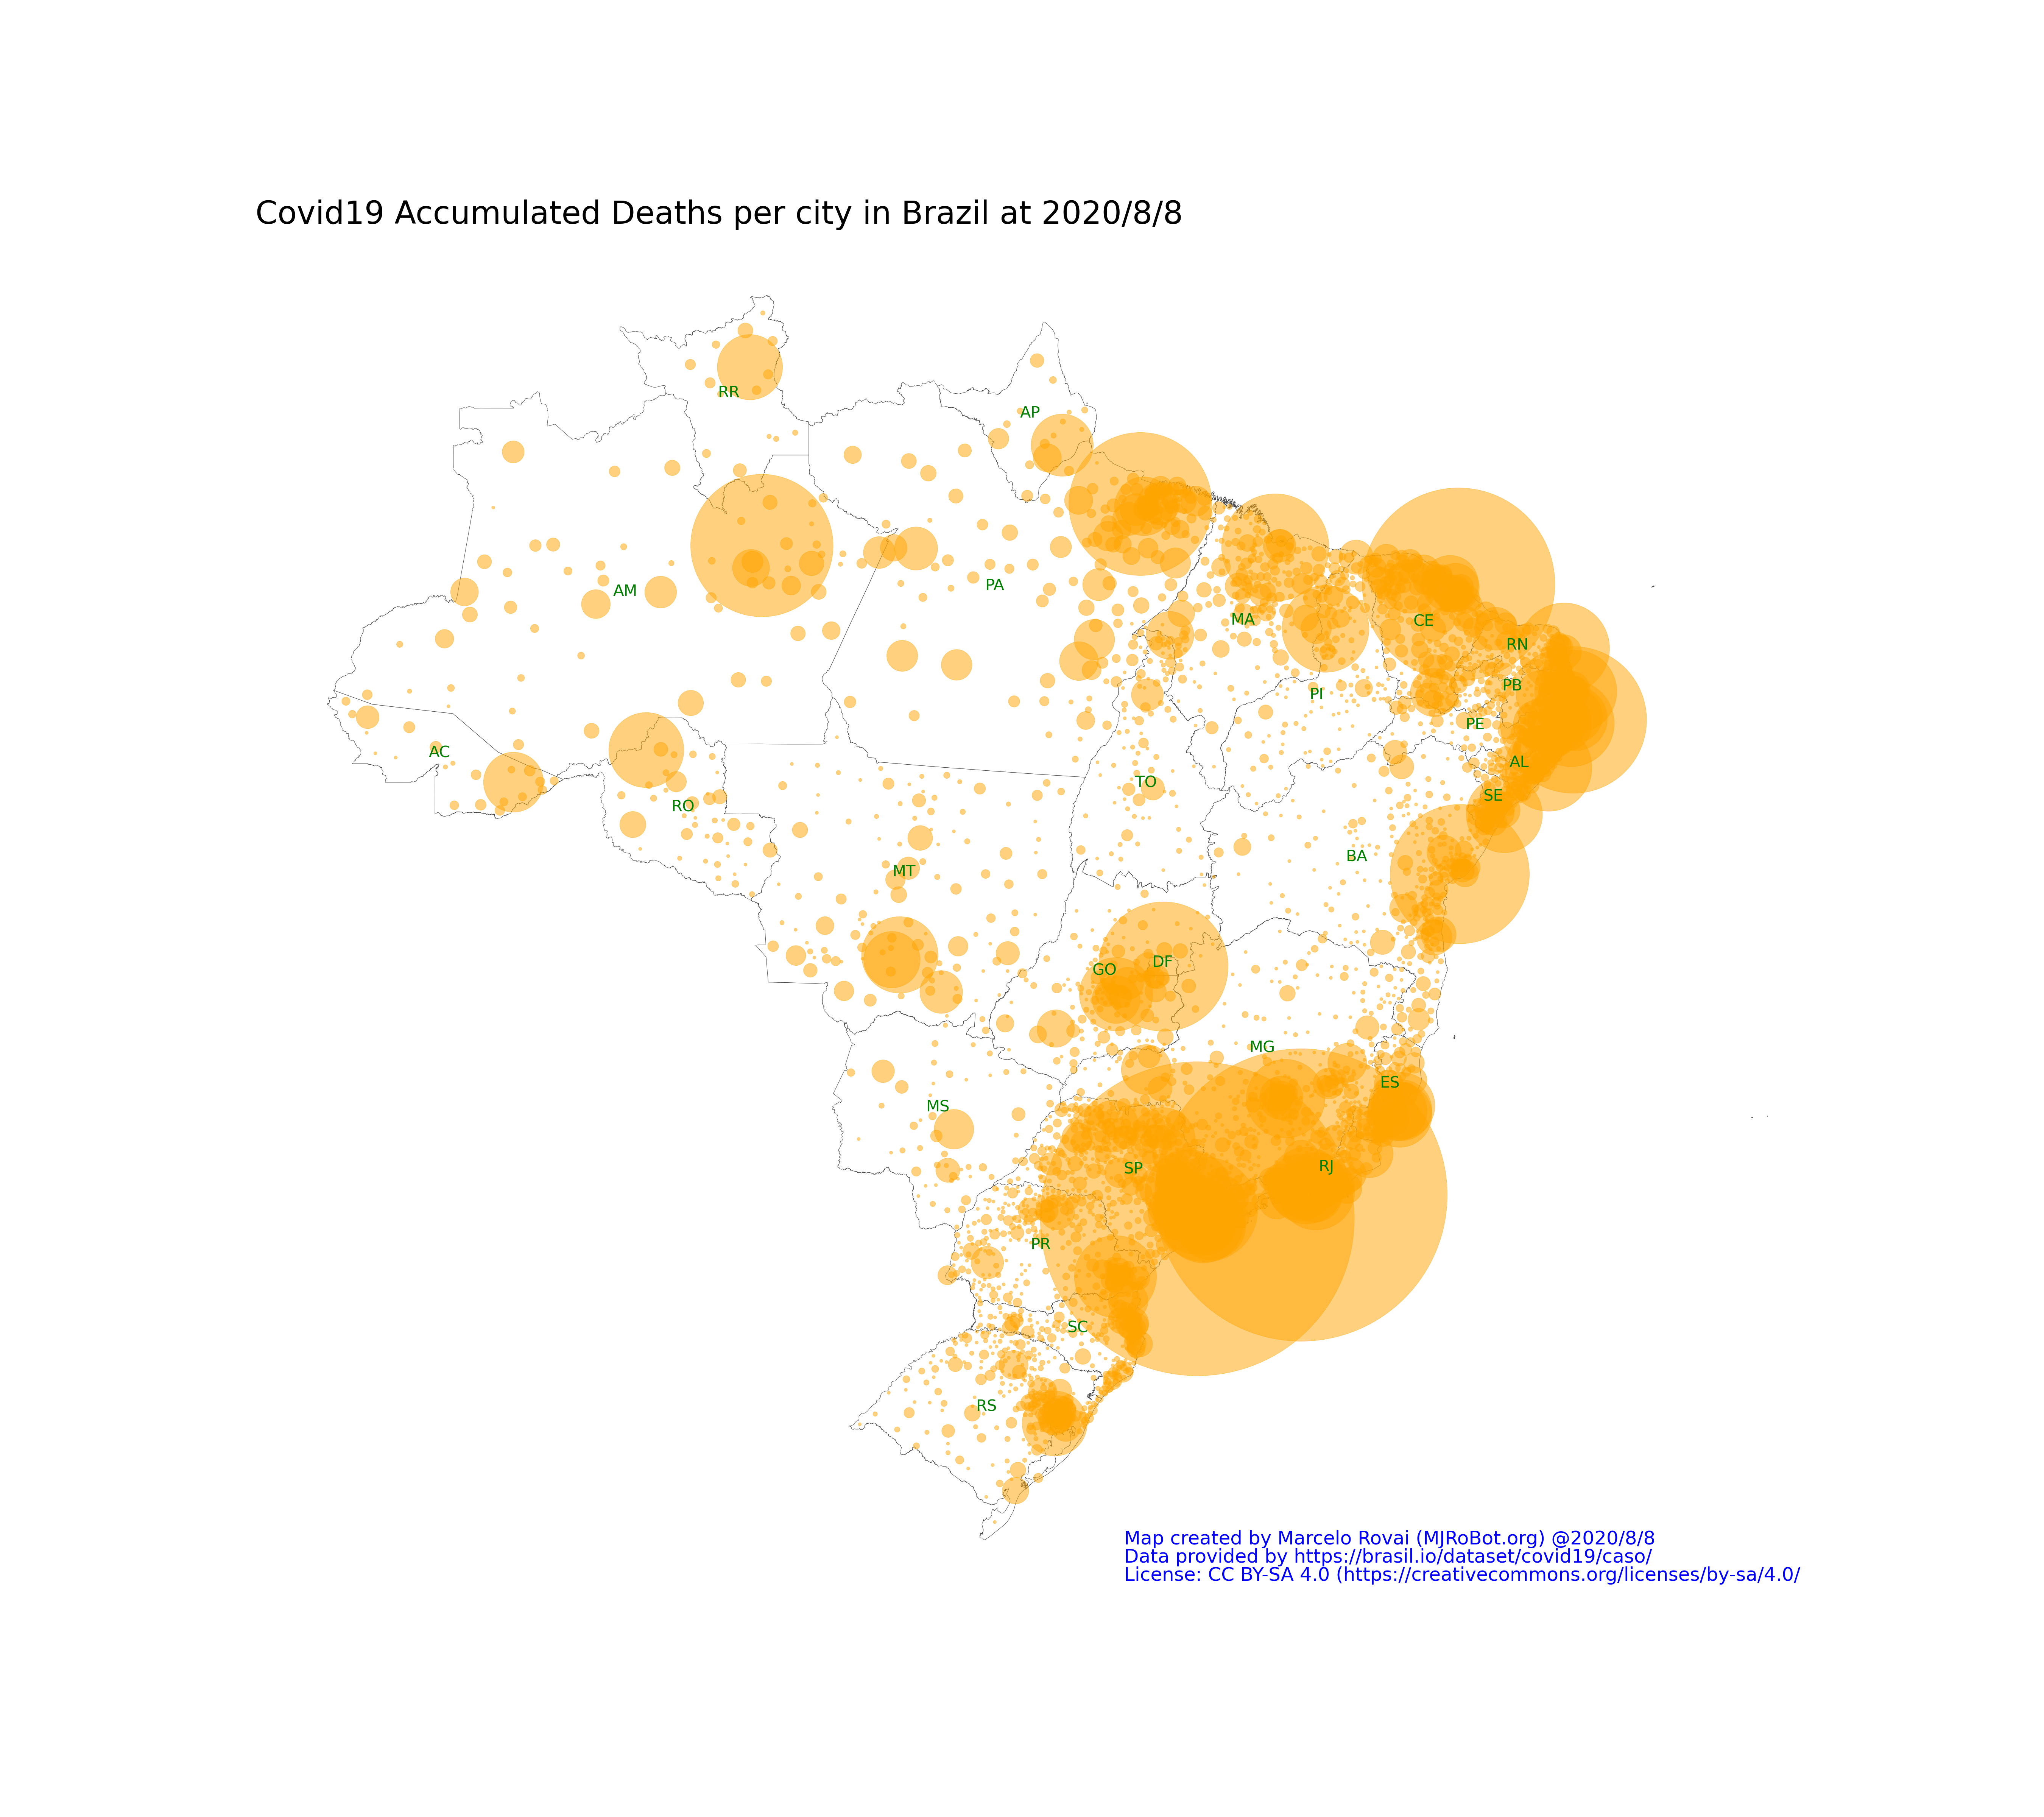 Covid19 Accumulated Deaths per city in Brazil at 2020/8/8
RR
AP
AM
PA
MA
CE
RN
PI
PB
PE
AC
AL
TO
SE
RO
BA
MT
DF
GO
MG
ES
MS
RJ
SP
PR
SC
RS
Map created by Marcelo Rovai (MJRoBot.org) @2020/8/8
Data provided by https://brasil.io/dataset/covid19/caso/
License: CC BY-SA 4.0 (https://creativecommons.org/licenses/by-sa/4.0/